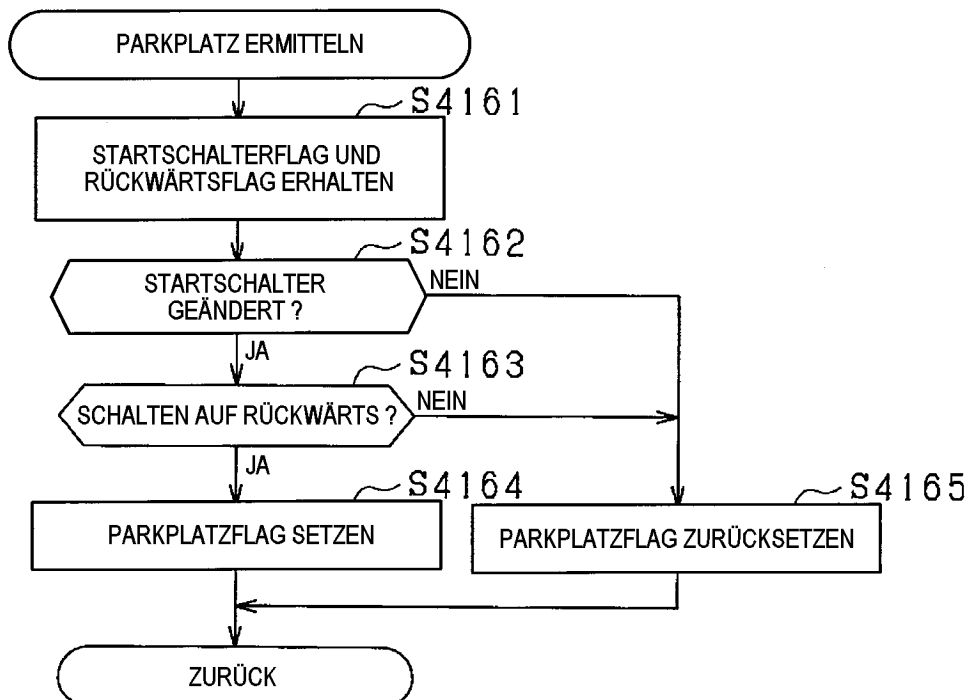 PARKPLATZ ERMITTELN
S4161
STARTSCHALTERFLAG UND
RÜCKWÄRTSFLAG ERHALTEN
S4162
STARTSCHALTER
GEÄNDERT ?
NEIN
JA
S4163
SCHALTEN AUF RÜCKWÄRTS ?
NEIN
JA
S4164
PARKPLATZFLAG SETZEN
S4165
PARKPLATZFLAG ZURÜCKSETZEN
ZURÜCK